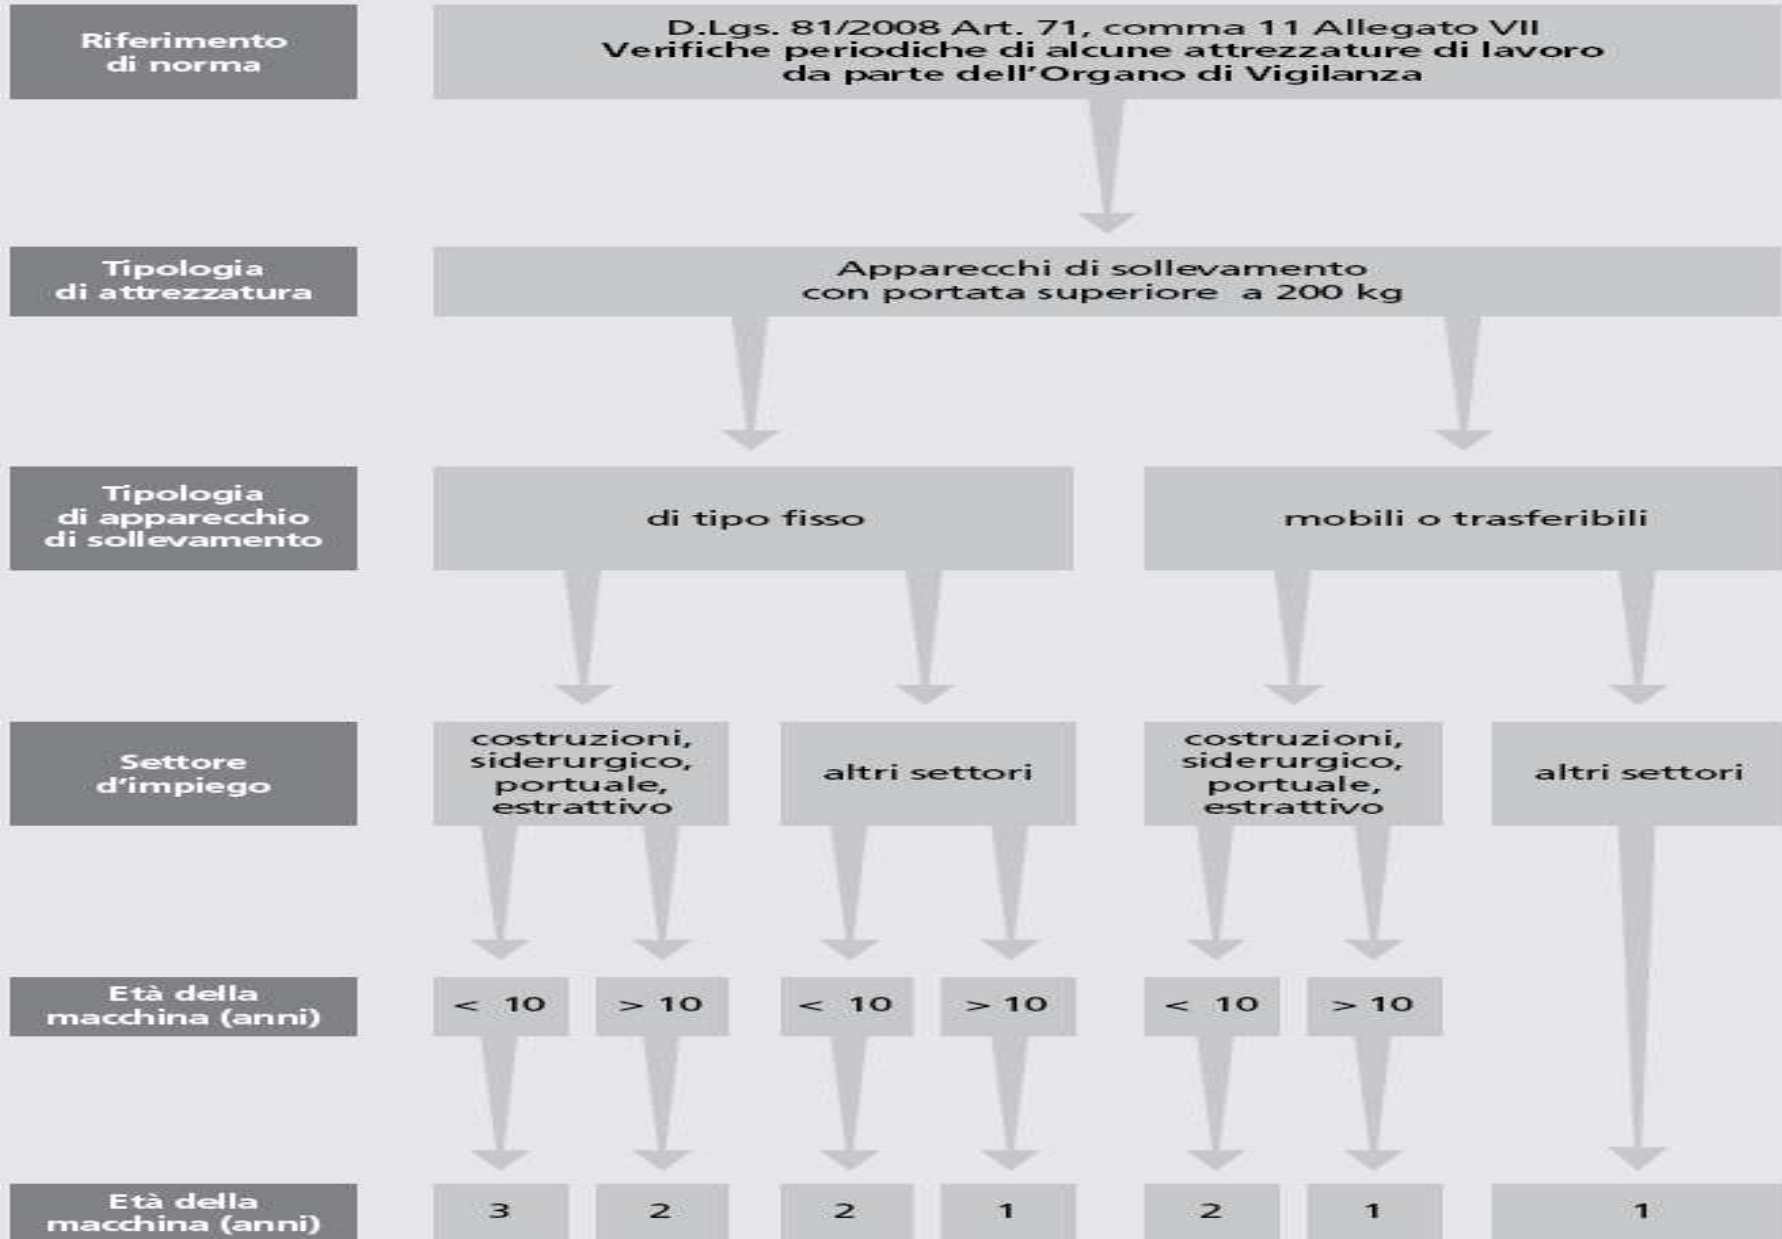 Riferimento
di norma
D.Lgs. 81/2008 Art. 71, comma 11 Allegato VII
Verifiche periodiche di alcune attrezzature di lavoro
da parte dell'Organo di Vigilanza
Tipologia
di attrezzatura
Apparecchi di sollevamento
con portata superiore a 200 kg
Tipologia
di apparecchio
di sollevamento
di tipo fisso
mobili o trasferibili
Settore
d'impiego
costruzioni,
siderurgico,
portuale,
estrattivo
altri settori
costruzioni,
siderurgico,
portuale,
estrattivo
altri settori
Età della
macchina (anni)
< 10
> 10
< 10
> 10
< 10
> 10
Età della
macchina (anni)
3
2
2
1
2
1
1